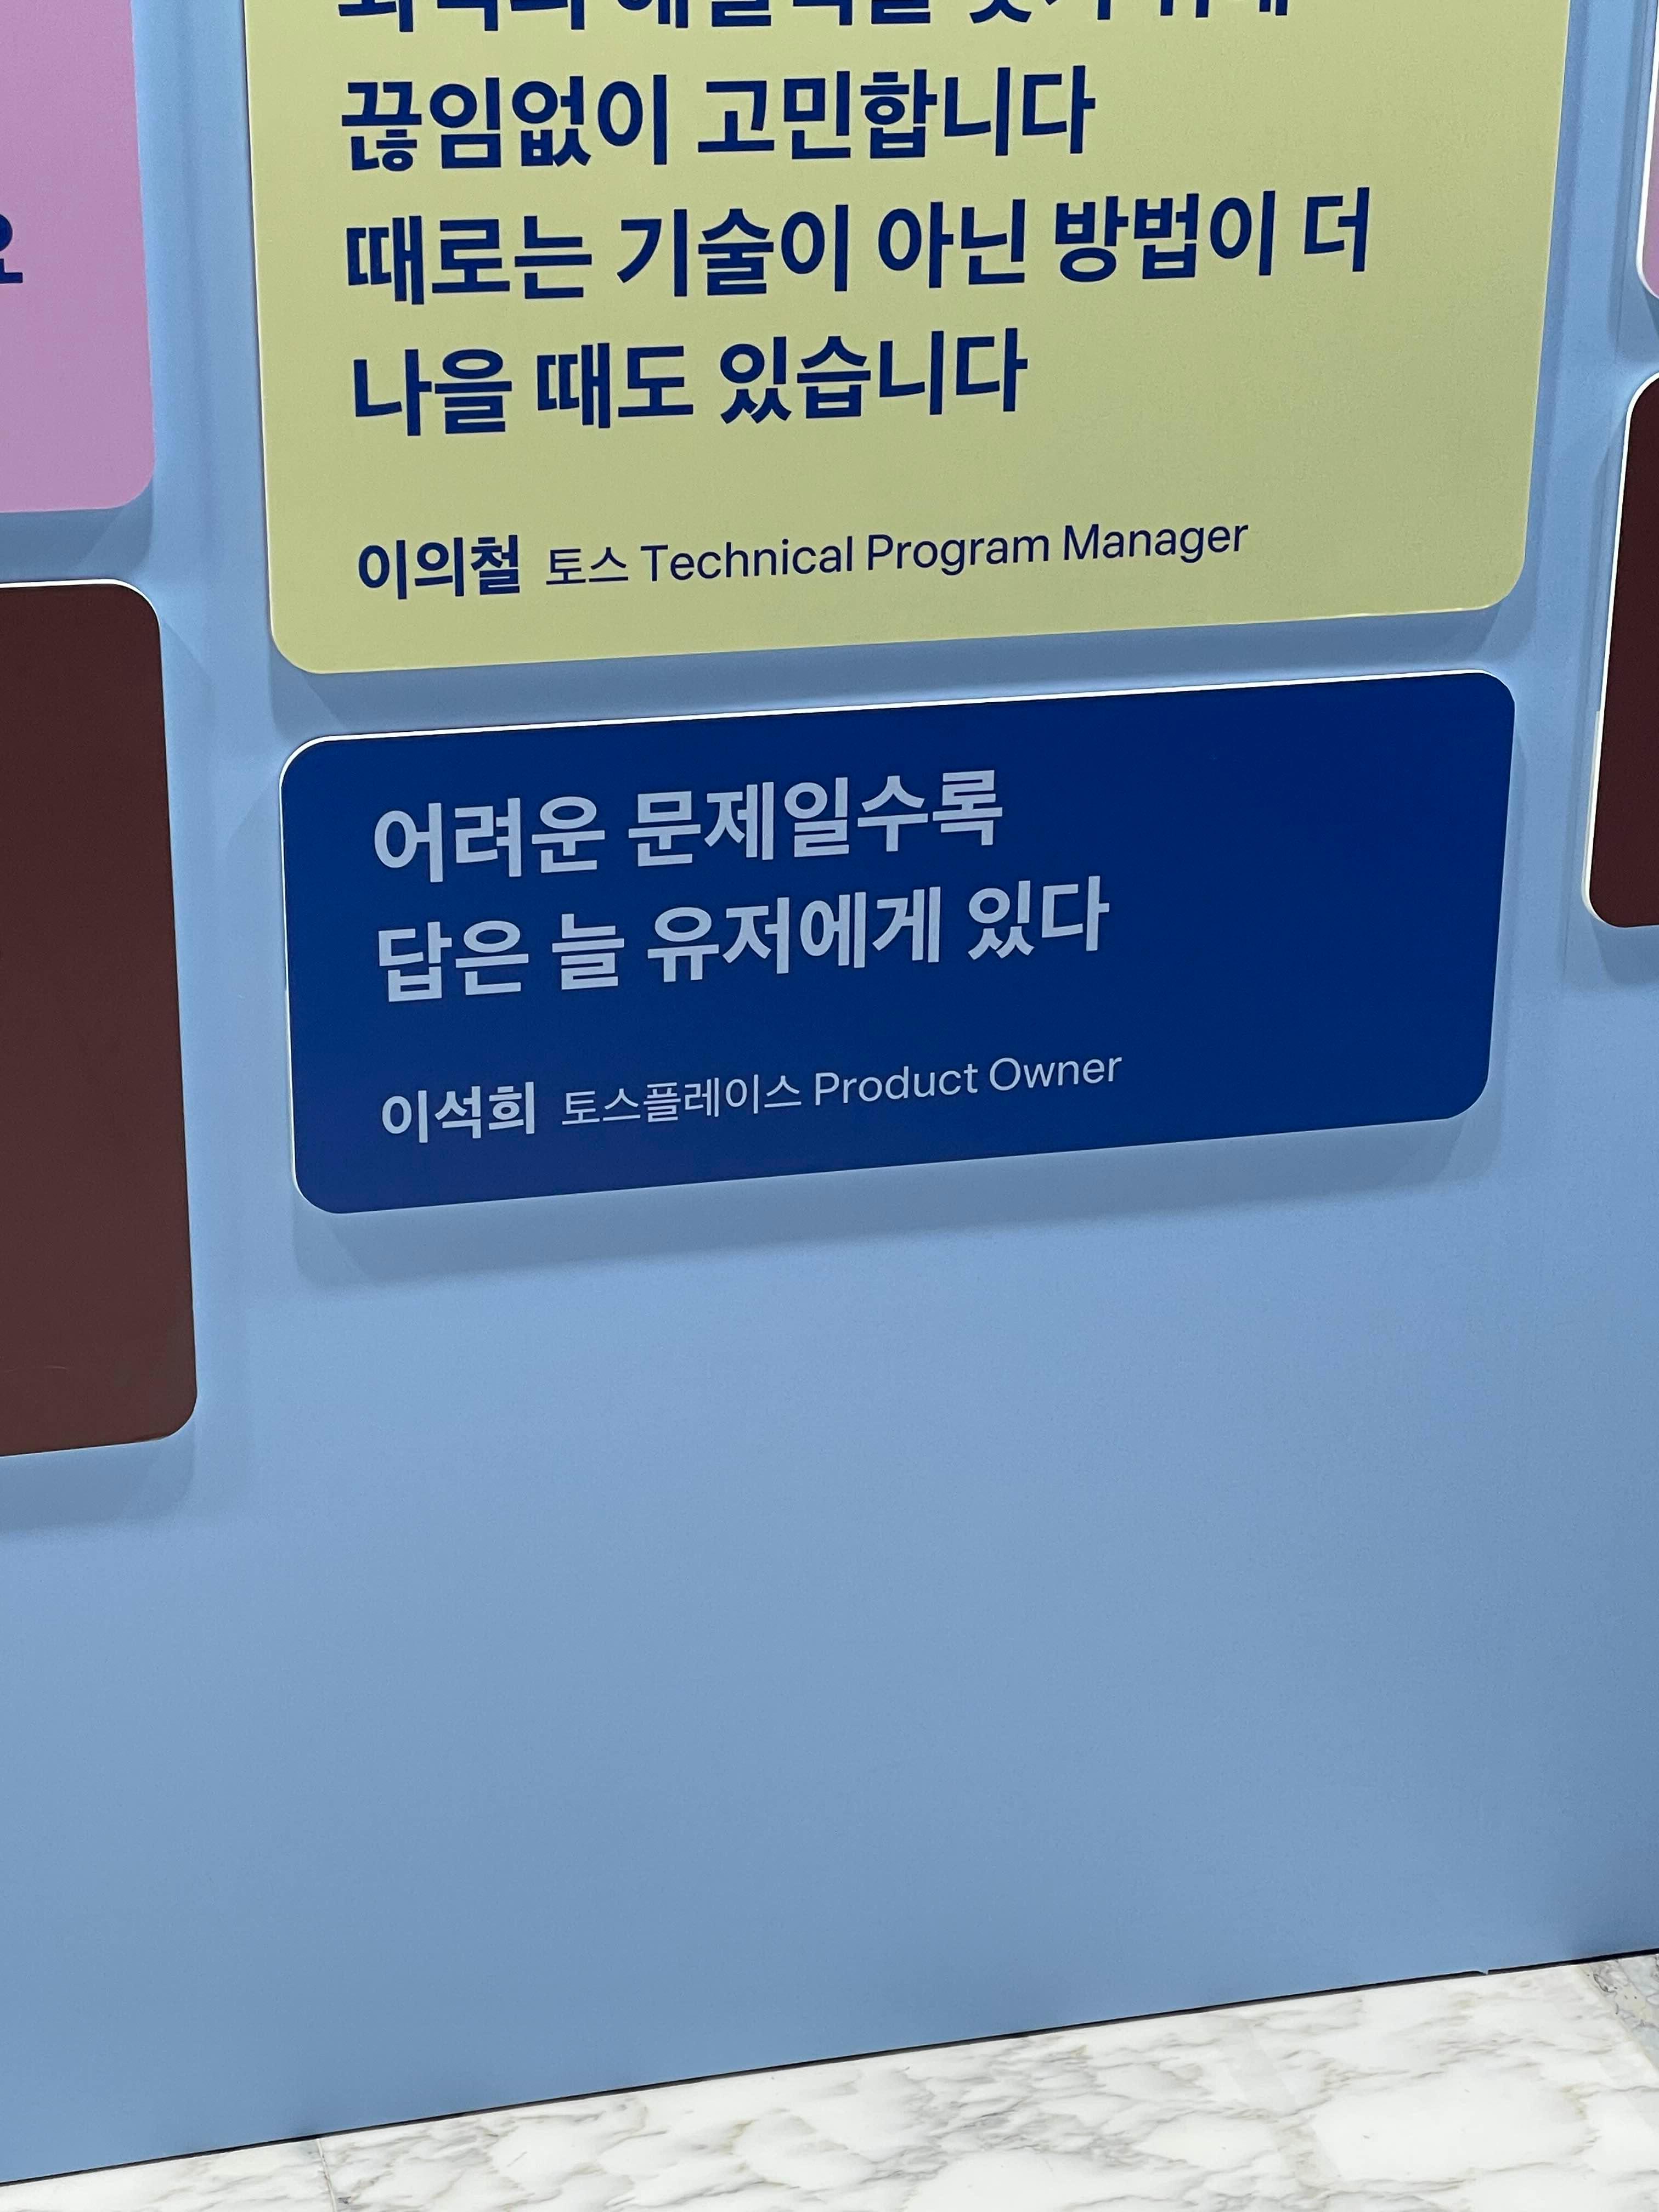 끊임없이 고민합니다
때로는 기술이 아닌 방법이 더
나을 때도 있습니다
이의철 토스 Technical Program Manager
어려운 문제일수록
답은 늘 유저에게 있다
이석희 토스플레이스 Product Owner